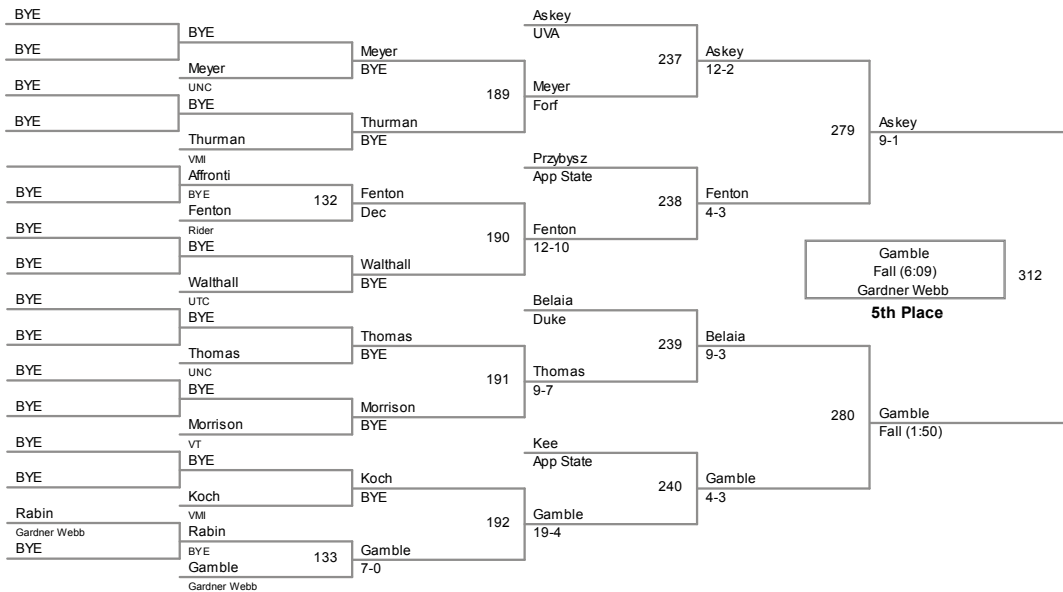 BYE
BYE
BYE
BYE
BYE
BYE
BYE
BYE
BYE
BYE
BYE
BYE
BYE
Rabin
Gardner Webb
BYE
BYE
Meyer
UNC
BYE
Thurman
VMI
Affronti
BYE
Fenton
Rider
BYE
Walthall
UTC
BYE
Thomas
UNC
BYE
Morrison
VT
BYE
Koch
VMI
Rabin
BYE
Gamble
Gardner Webb
132
133
Meyer
BYE
Thurman
BYE
Fenton
Dec
Walthall
BYE
Thomas
BYE
Morrison
BYE
Koch
BYE
Gamble
7-0
189
190
191
192
Askey
UVA
Meyer
Forf
Przybysz
App State
Fenton
12-10
Belaia
Duke
Thomas
9-7
Kee
App State
Gamble
19-4
237
238
239
240
Askey
12-2
Fenton
4-3
Belaia
9-3
Gamble
4-3
279
280
Askey
9-1
Gamble
Fall (6:09)
Gardner Webb
312
5th Place
Gamble
Fall (1:50)